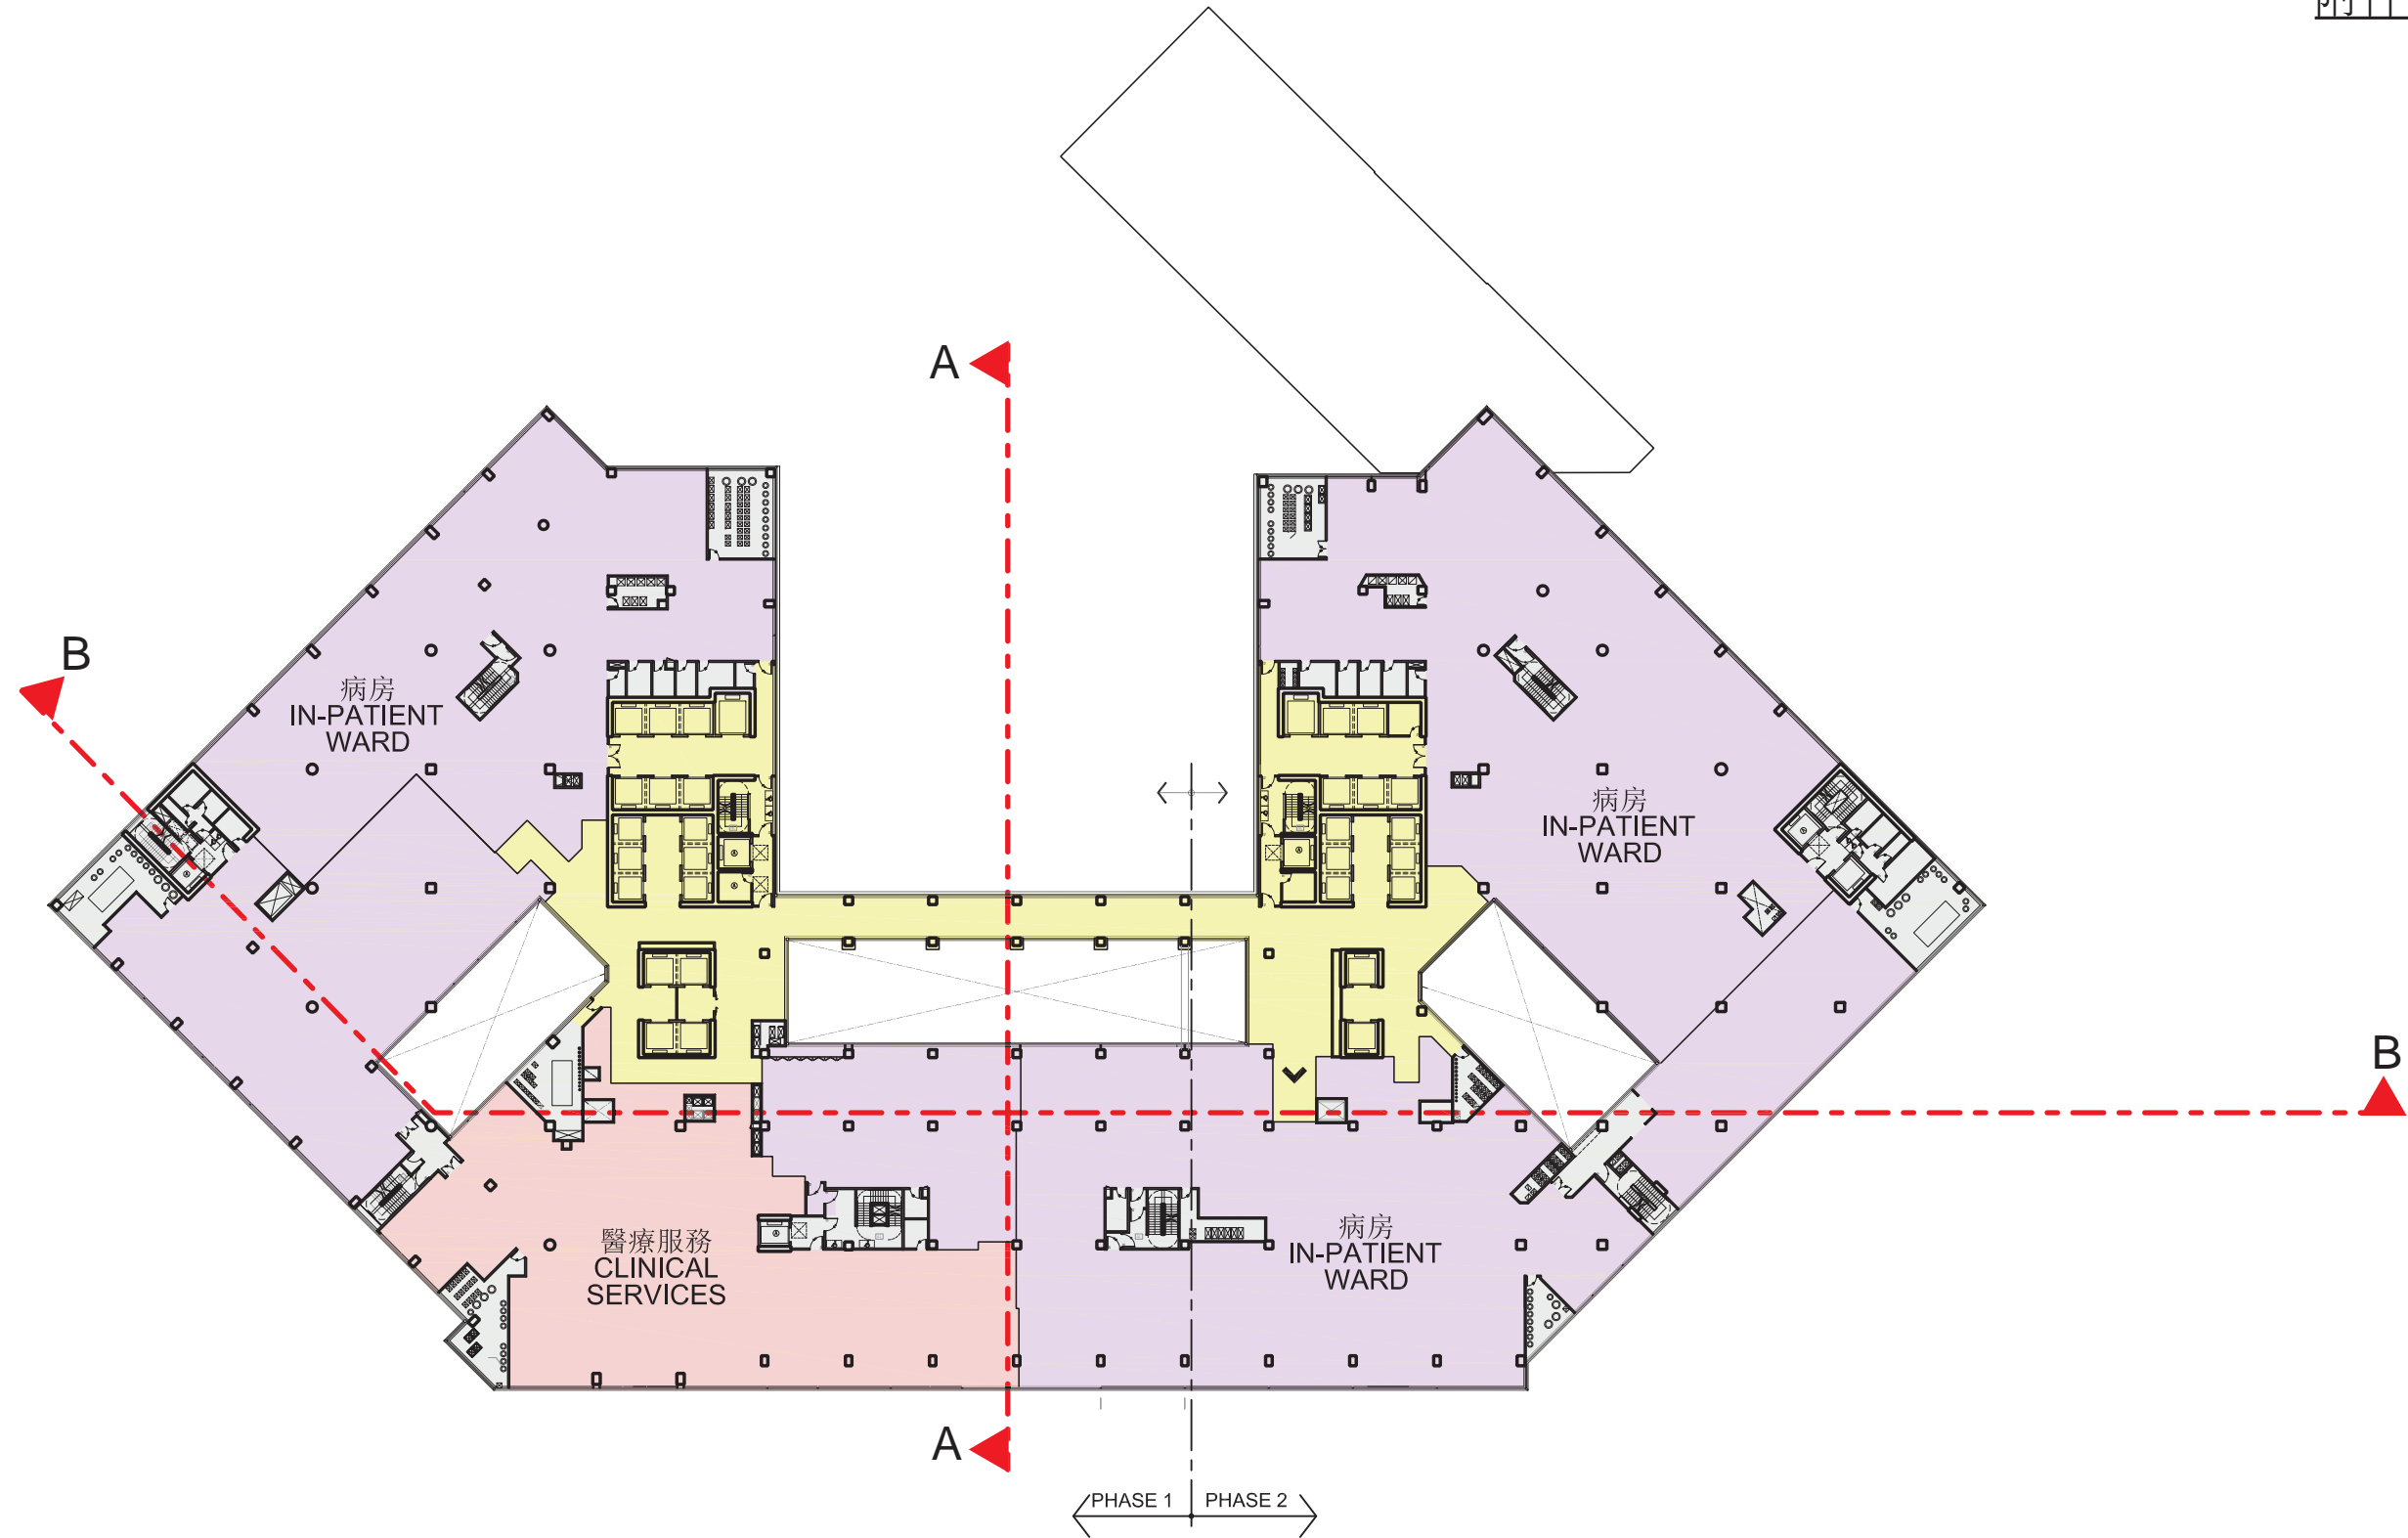 A
B
病房
IN-PATIENT
WARD
病房
IN-PATIENT
WARD
B
醫療服務
CLINICAL
SERVICES
病房
IN-PATIENT
WARD
A
PHASE 1
PHASE 2